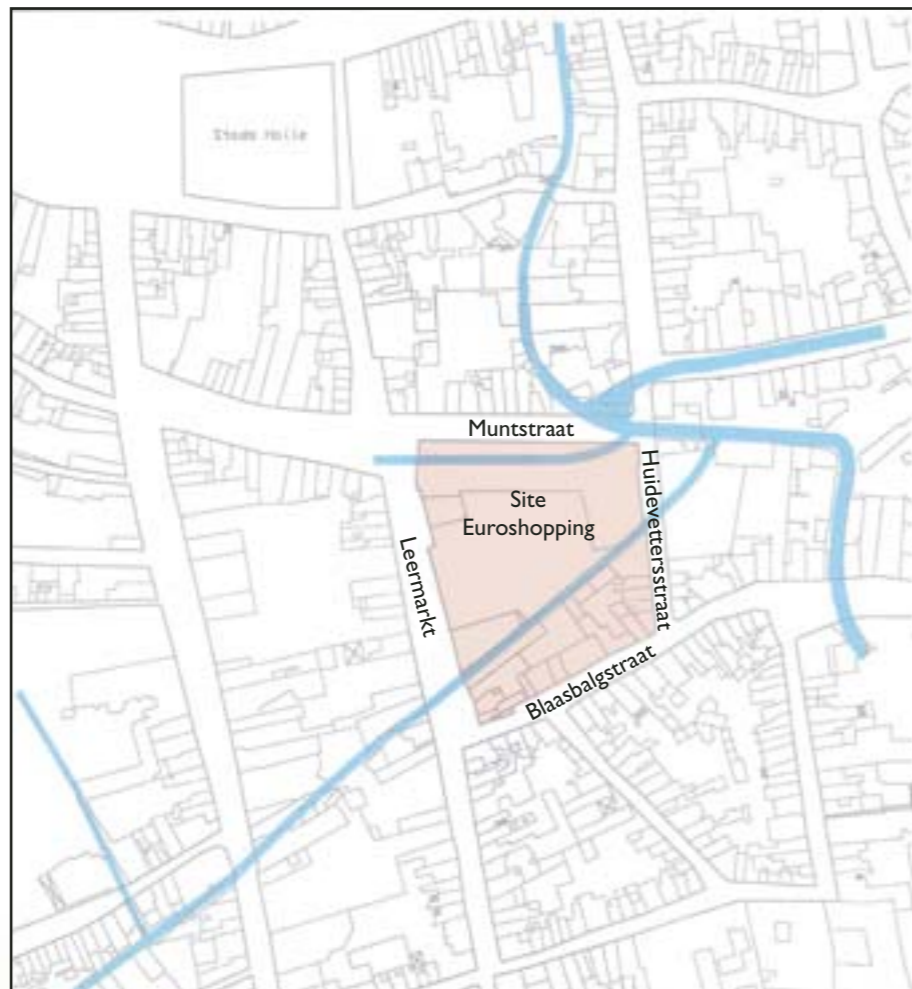 Stads Halle
Muntstraat
Site
Euroshopping
Huidevettersstraat
Leermarkt
Blaasbalgstraat